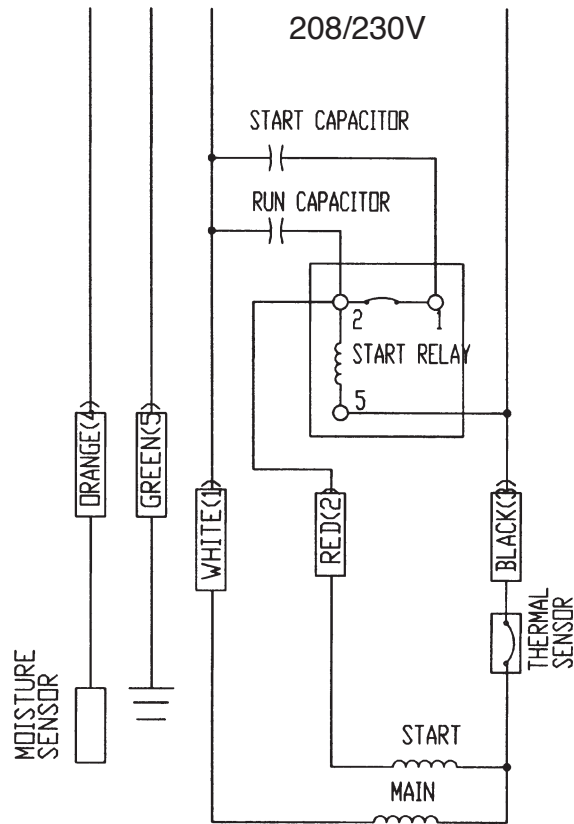 208/230V
START CAPACITOR
RUN CAPACITOR
2
1
START RELAY
5
ORANGE(4
GREEN(5
WHITE(1
RED(2)
BLACK(3
THERMAL
SENSOR
MOISTURE
SENSOR
START
MAIN